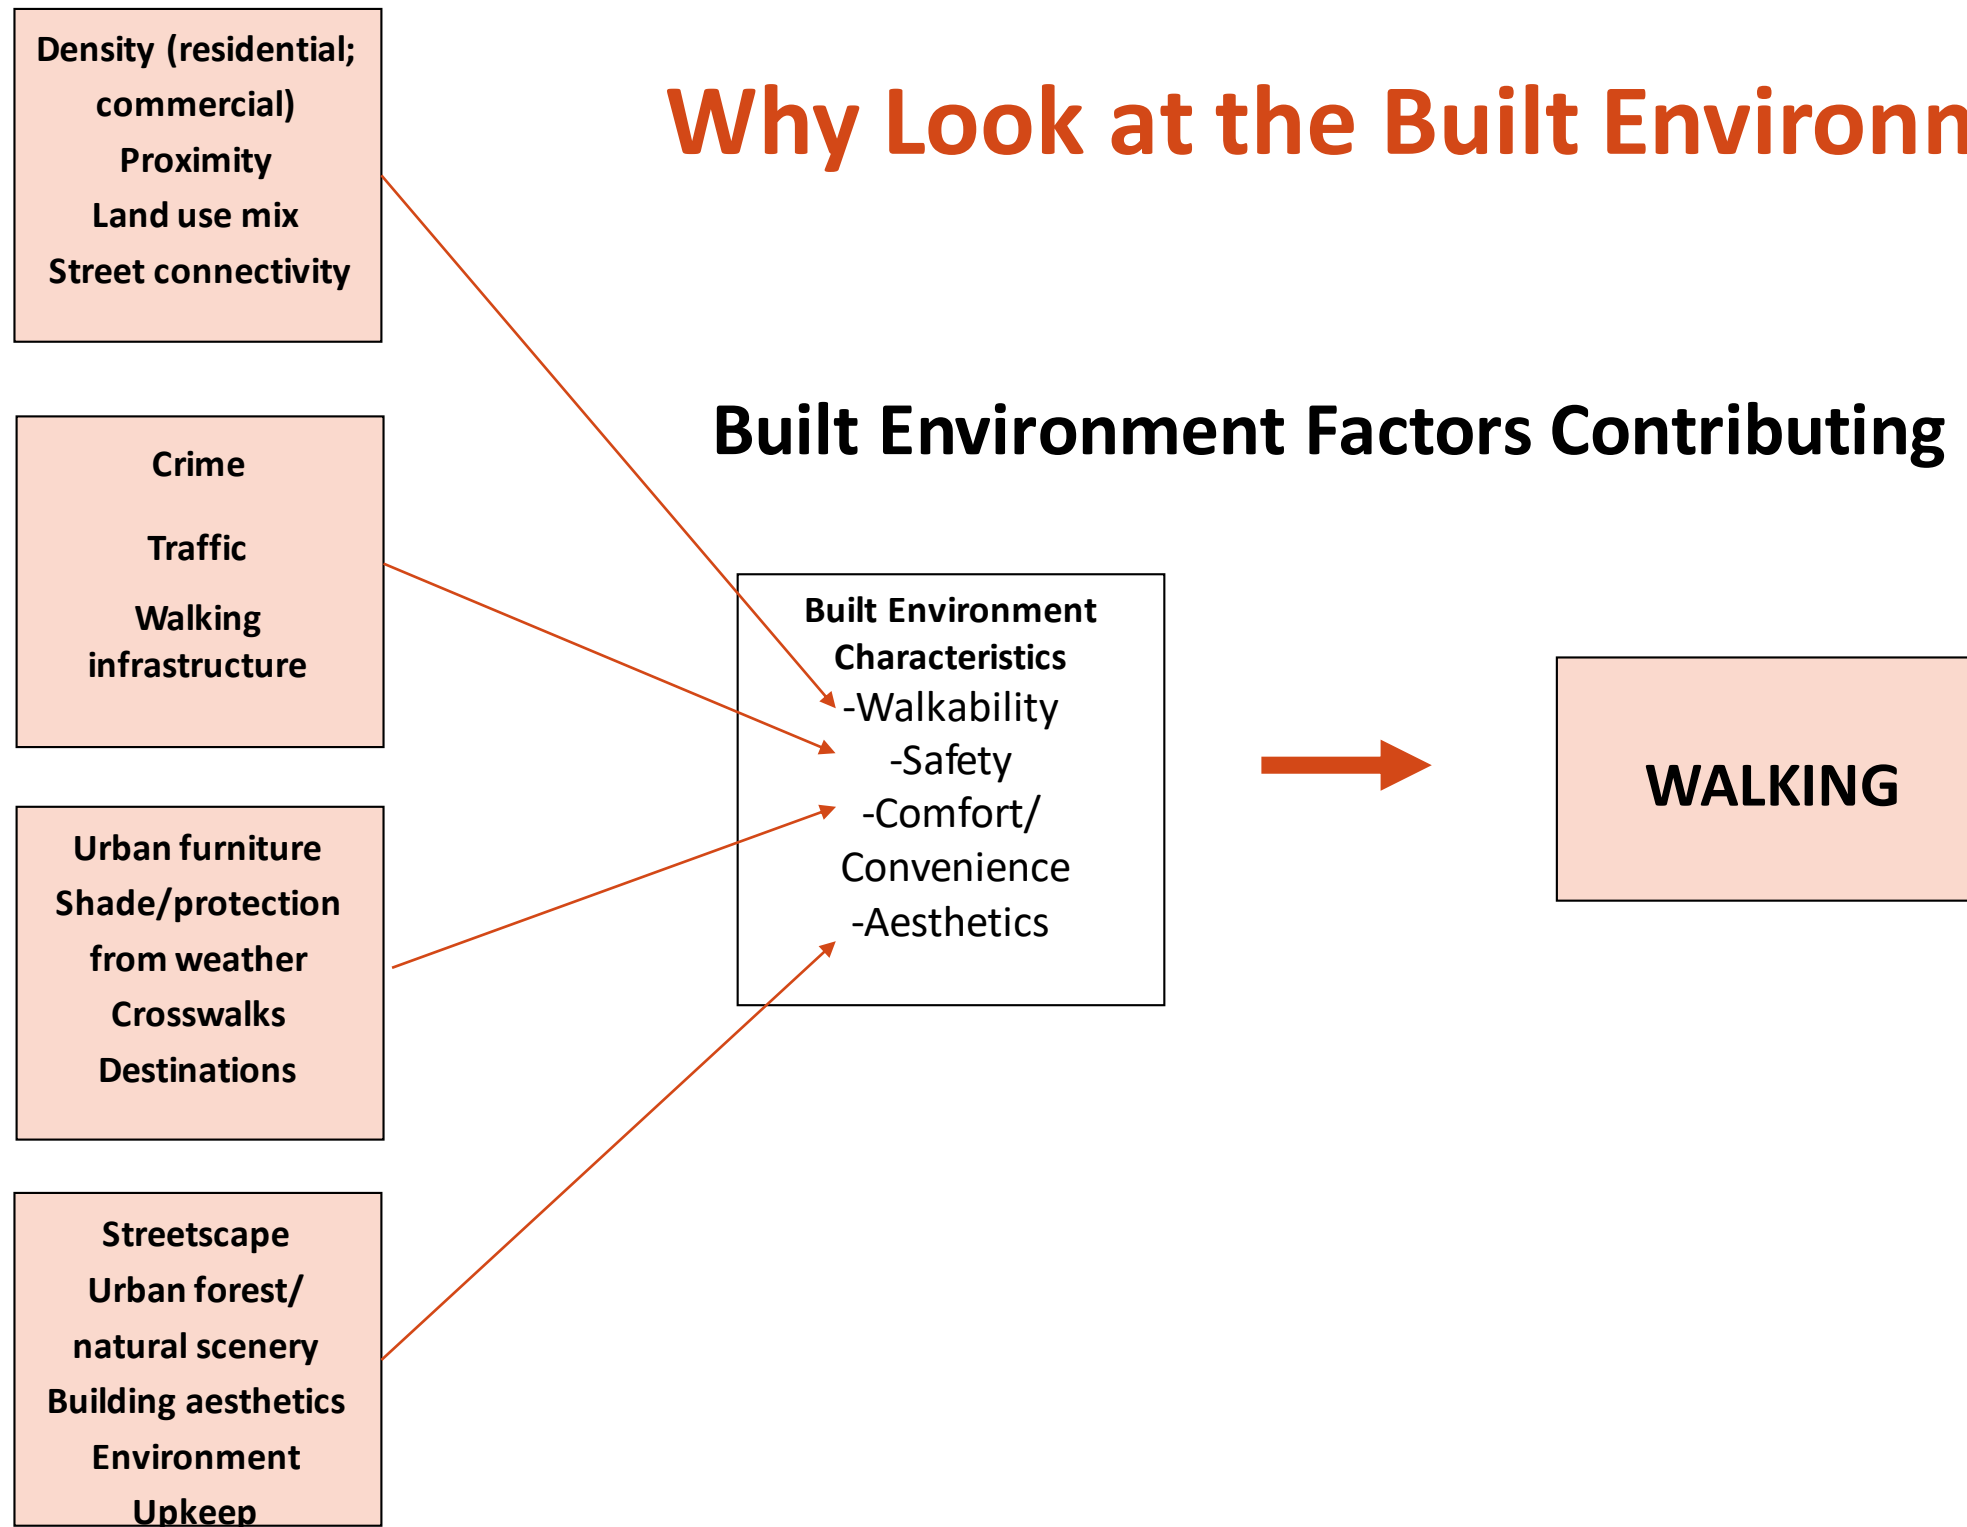 Why Look at the Built
Density (residential;
commercial)
Proximity
Land use mix
Street connectivity
Built Environment Factors Contributing
Crime
Traffic
Walking
infrastructure
Built Environment
Characteristics
-Walkability
-Safety
-Comfort/
Convenience
-Aesthetics
WALKING
Urban furniture
Shade/protection
from weather
Crosswalks
Destinations
Streetscape
Urban forest/
natural scenery
Building aesthetics
Environment
Upkeep